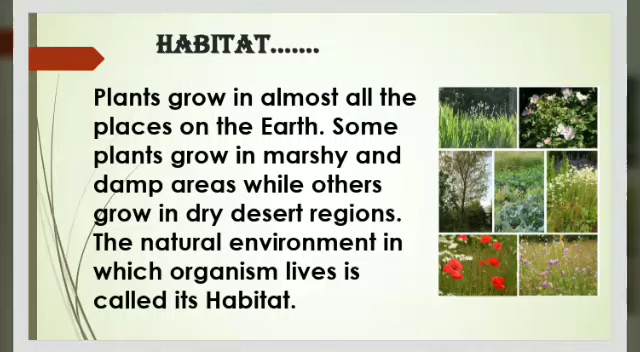 HABITAT.......
Plants grow in almost all the
places on the Earth. Some
plants grow in marshy and
damp areas while others
grow in dry desert regions.
The natural environment in
which organism lives is
called its Habitat.